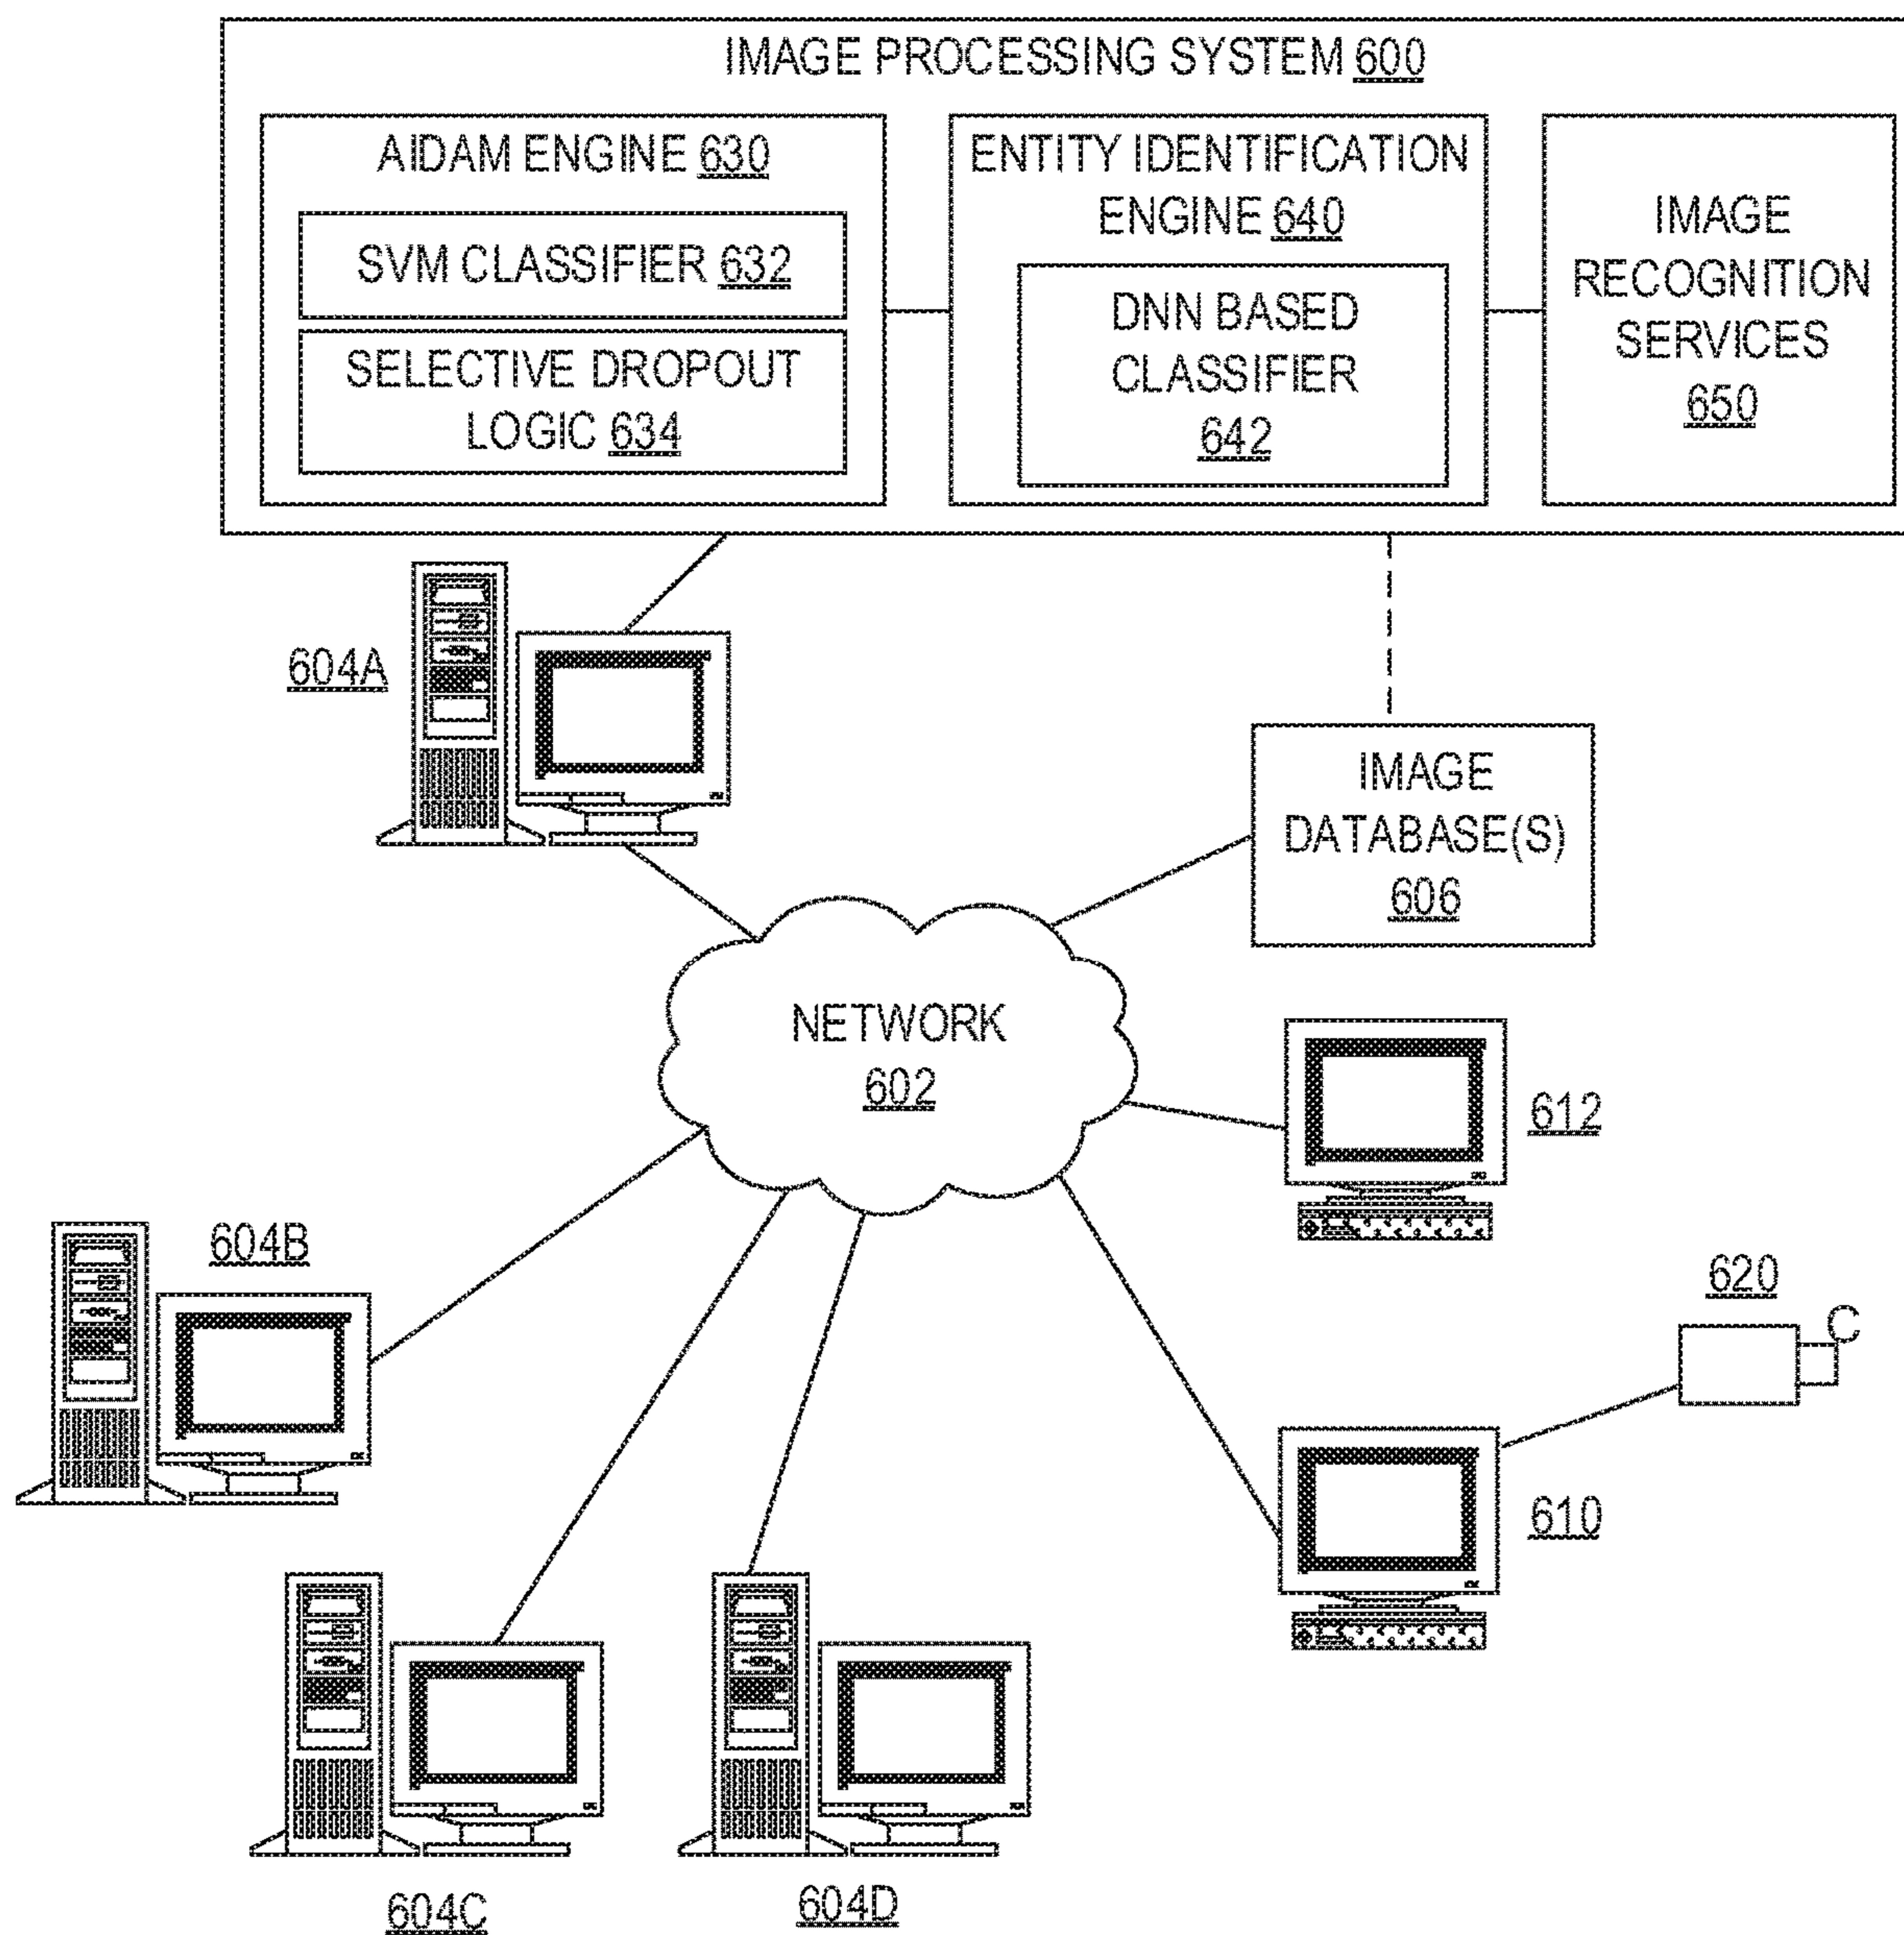 IMAGE PROCESSING SYSTEM 600
AIDAM ENGINE 630
SVM CLASSIFIER 632
SELECTIVE DROPOUT
LOGIC 634
ENTITY IDENTIFICATION
ENGINE 640
DNN BASED
CLASSIFIER
642
IMAGE
RECOGNITION
SERVICES
650
604A
IMAGE
DATABASE(S)
606
NETWORK
602
612
604B
620
C
610
604C
604D